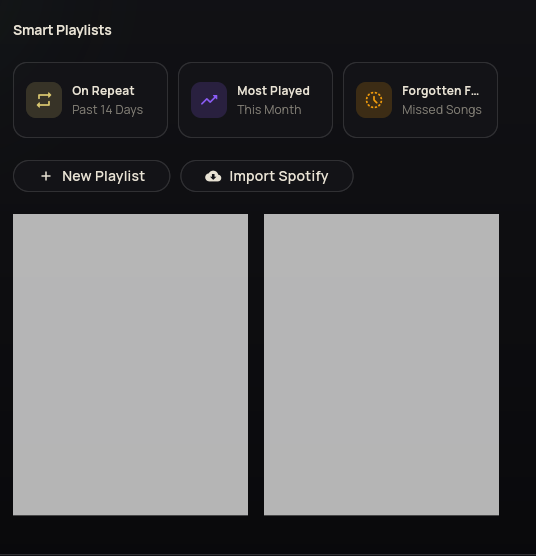 Smart Playlists
On Repeat
Past 14 Days
Most Played
This Month
Forgotten F...
Missed Songs
New Playlist
Import Spotify